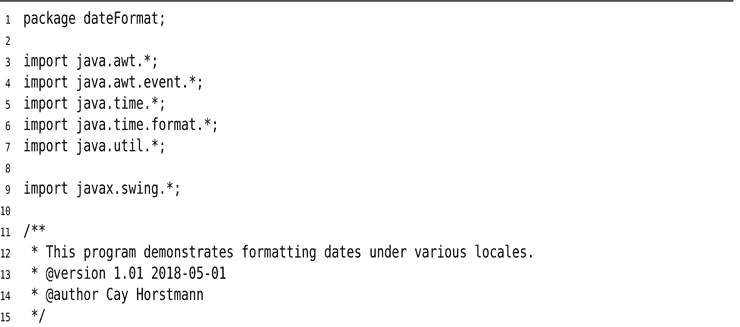 1 package dateFormat;
2
3 import java.awt.*;
4 import java.awt.event.*;
5 import java.time.*;
6 import java.time.format.*;
7 import java.util.*;
8
9 import javax.swing.*;
10
11 /**
12  * This program demonstrates formatting dates under various locales.
13  * @version 1.01 2018-05-01
14  * @author Cay Horstmann
15  */